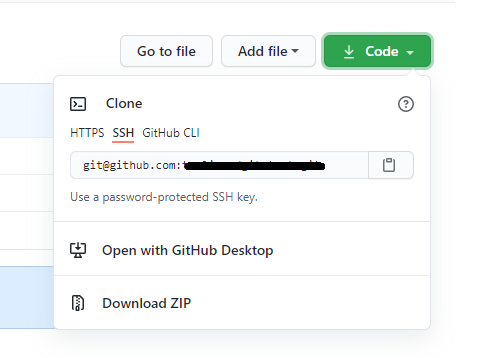 Go to file Add file Code
Clone
HTTPS SSH GitHub CLI
git@github.com:
Use a password-protected SSH key.
Open with GitHub Desktop
Download ZIP